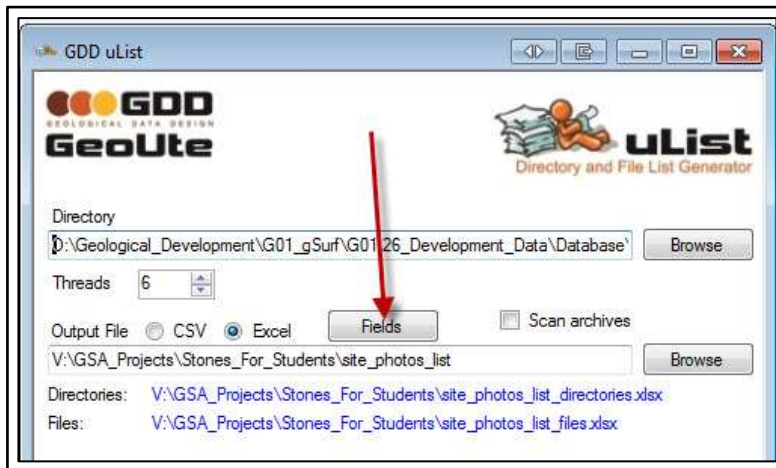 GDD uList
GDD
GEOLOGICAL DATA DESIGN
GeoUte
uList
Directory and File List Generator
Directory
D:\Geological_Development\G01_gSurf\G01.26_Development_Data\Database\ Browse
Threads 6
Output File CSV Excel Fields Scan archives
V:\GSA_Projects\Stones_For_Students\site_photos_list Browse
Directories: V:\GSA_Projects\Stones_For_Students\site_photos_list_directories.xlsx
Files: V:\GSA_Projects\Stones_For_Students\site_photos_list_files.xlsx